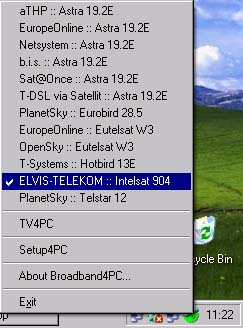 aTHP :: Astra 19.2E
EuropeOnline :: Astra 19.2E
Netsystem :: Astra 19.2E
b.i.s. :: Astra 19.2E
Sat@Once :: Astra 19.2E
T-DSL via Satellit :: Astra 19.2E
PlanetSky :: Eurobird 28.5
EuropeOnline :: Eutelsat W3
OpenSky :: Eutelsat W3
T-Systems :: Hotbird 13E
ELVIS-TELEKOM :: Intelsat 904
PlanetSky :: Telstar 12
TV4PC
Setup4PC
ycle Bin
About Broadband4PC...
Exit
p
11:22